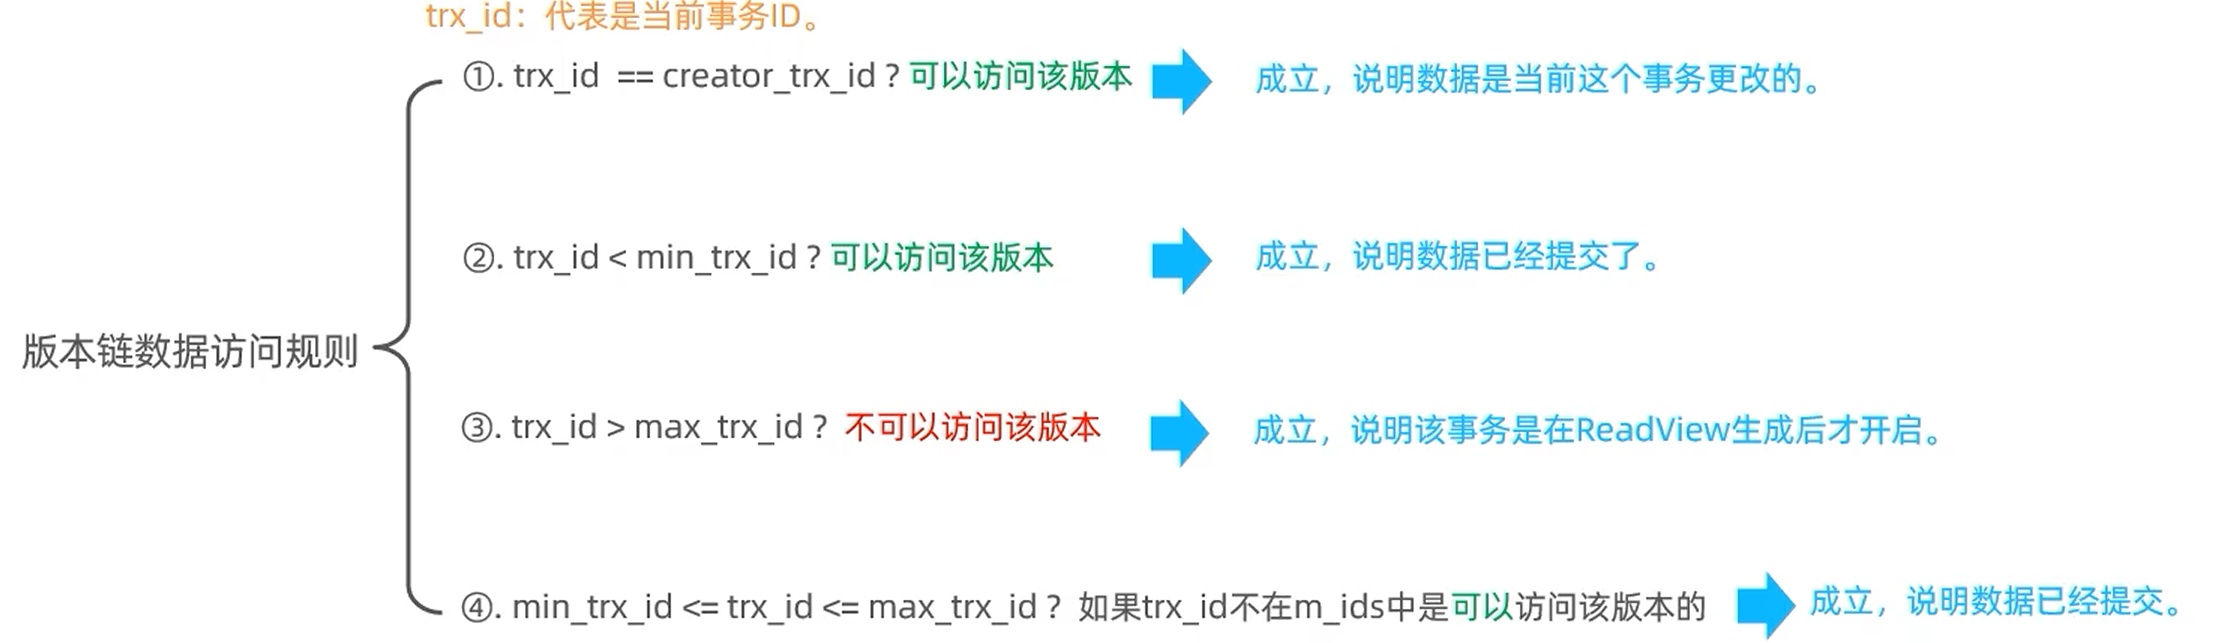 trx_id：代表是当前事务ID。
①. trx_id == creator_trx_id ? 可以访问该版本 成立，说明数据是当前这个事务更改的。
②. trx_id < min_trx_id ? 可以访问该版本 成立，说明数据已经提交了。
版本链数据访问规则
③. trx_id > max_trx_id ? 不可以访问该版本 成立，说明该事务是在ReadView生成后才开启。
④. min_trx_id <= trx_id <= max_trx_id ? 如果trx_id不在m_ids中是可以访问该版本的 成立，说明数据已经提交。